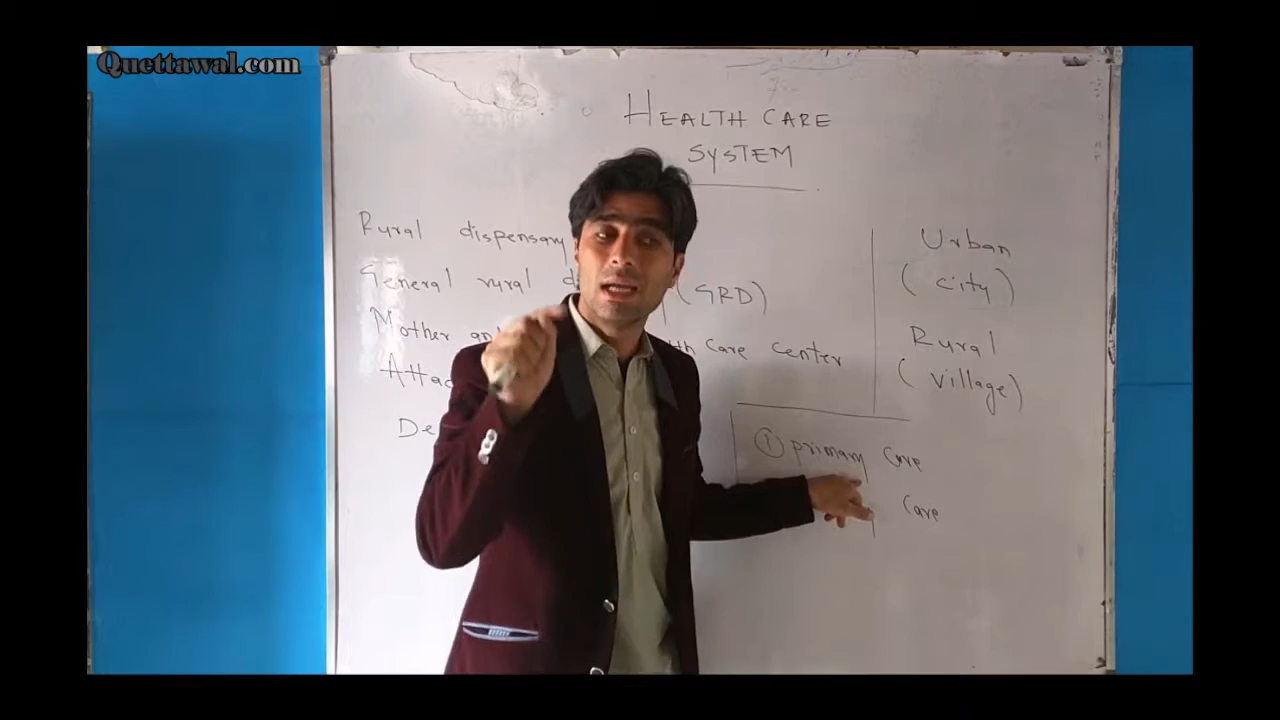 Quettawal.com
HEALTH CARE
SYSTEM
Rural dispensary
General rural (GRD)
Mother Care center
Urban
(city)
Rural
(village)
① primary Care
Care